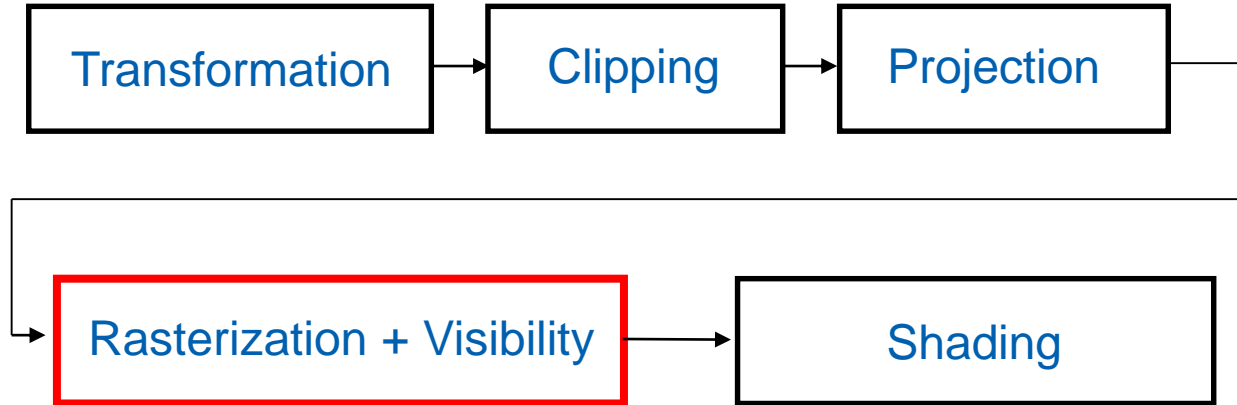 Transformation
Clipping
Projection
Rasterization + Visibility
Shading